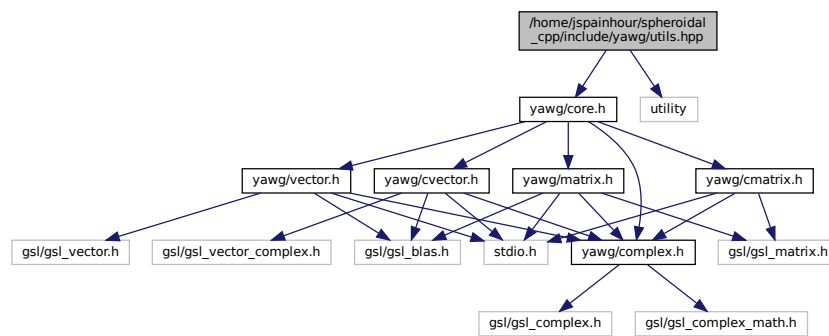 /home/jspainhour/spheroidal
_cpp/include/yawg/utils.hpp
yawg/core.h
utility
yawg/vector.h
yawg/cvector.h
yawg/matrix.h
yawg/cmatrix.h
gsl/gsl_vector.h
gsl/gsl_vector_complex.h
gsl/gsl_blas.h
stdio.h
yawg/complex.h
gsl/gsl_matrix.h
gsl/gsl_complex.h
gsl/gsl_complex_math.h